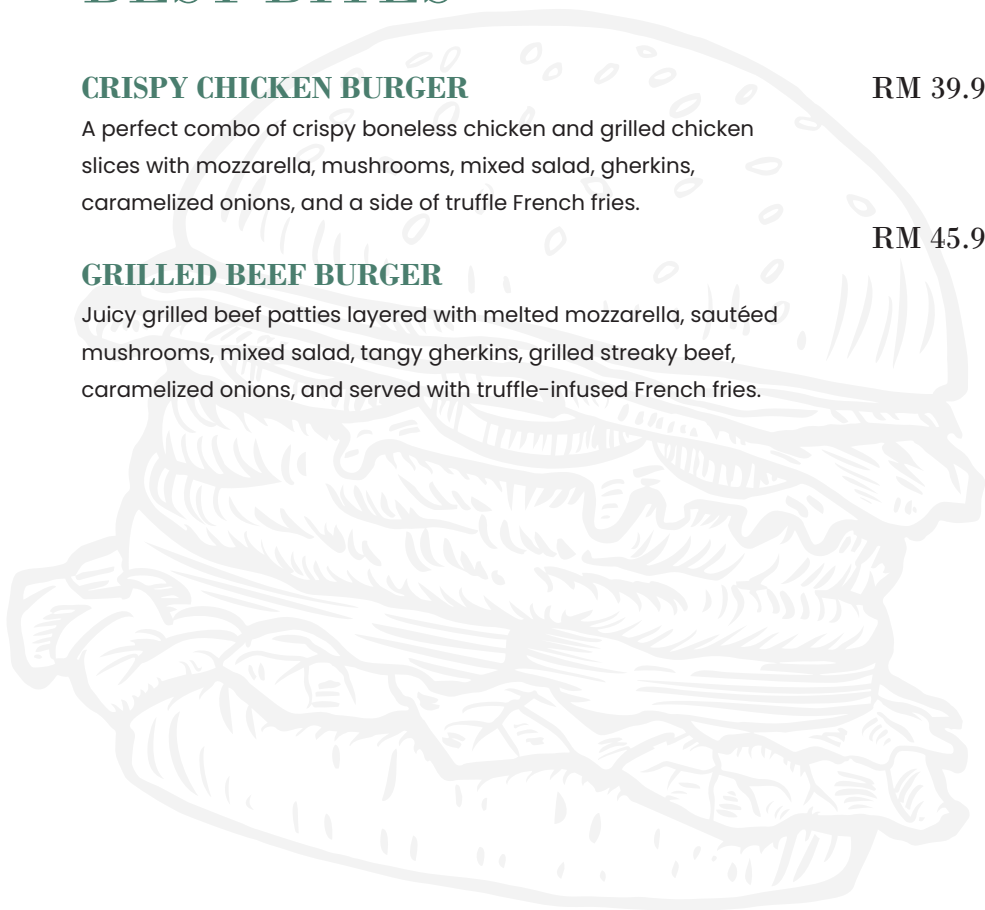 BEST BITES
CRISPY CHICKEN BURGER RM 39.9
A perfect combo of crispy boneless chicken and grilled chicken
slices with mozzarella, mushrooms, mixed salad, gherkins,
caramelized onions, and a side of truffle French fries.
RM 45.9
GRILLED BEEF BURGER
Juicy grilled beef patties layered with melted mozzarella, sautéed
mushrooms, mixed salad, tangy gherkins, grilled streaky beef,
caramelized onions, and served with truffle-infused French fries.